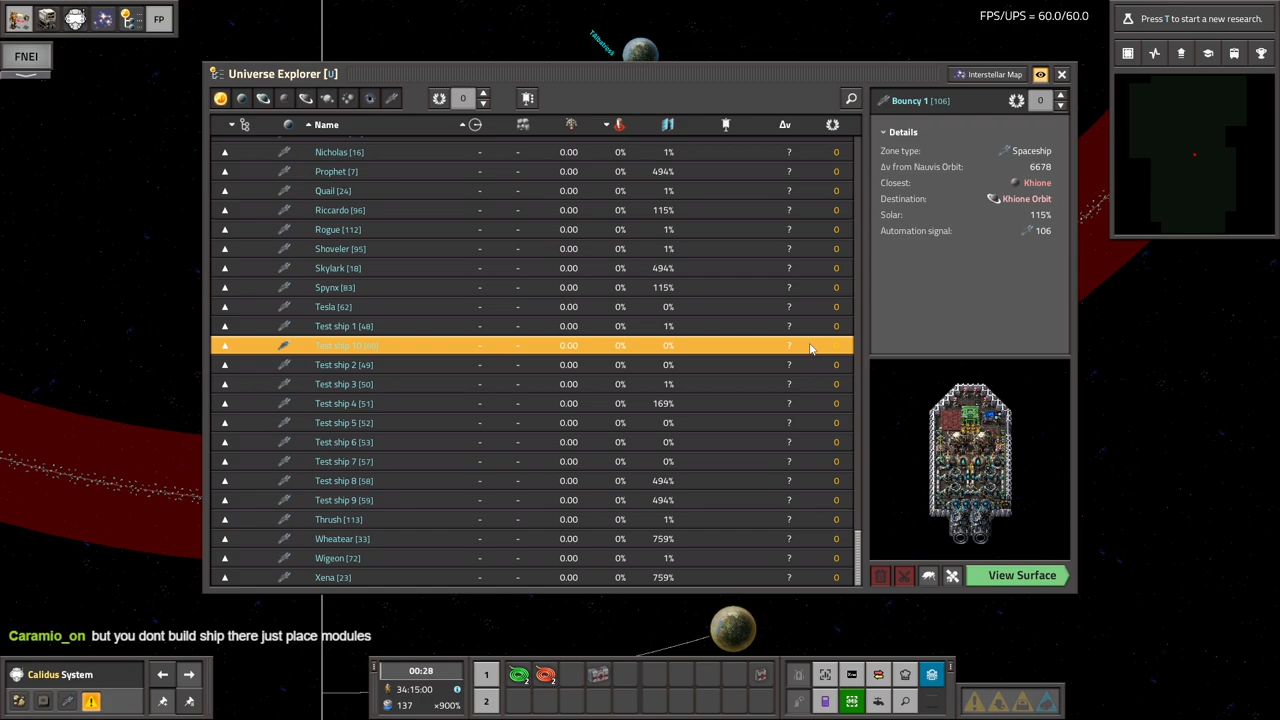 FP
FNEI
TAlbatross
FPS/UPS = 60.0/60.0
Press T to start a new research.
Universe Explorer [U]
Interstellar Map
0
Name
Δv
Nicholas [16] - - 0.00 0% 1% ? 0
Prophet [7] - - 0.00 0% 494% ? 0
Quail [24] - - 0.00 0% 1% ? 0
Riccardo [96] - - 0.00 0% 115% ? 0
Rogue [112] - - 0.00 0% 1% ? 0
Shoveler [95] - - 0.00 0% 1% ? 0
Skylark [18] - - 0.00 0% 494% ? 0
Spynx [83] - - 0.00 0% 115% ? 0
Tesla [62] - - 0.00 0% 0% ? 0
Test ship 1 [48] - - 0.00 0% 1% ? 0
Test ship 10 [60] - - 0.00 0% 0% ? 0
Test ship 2 [49] - - 0.00 0% 0% ? 0
Test ship 3 [50] - - 0.00 0% 1% ? 0
Test ship 4 [51] - - 0.00 0% 169% ? 0
Test ship 5 [52] - - 0.00 0% 0% ? 0
Test ship 6 [53] - - 0.00 0% 0% ? 0
Test ship 7 [57] - - 0.00 0% 0% ? 0
Test ship 8 [58] - - 0.00 0% 494% ? 0
Test ship 9 [59] - - 0.00 0% 494% ? 0
Thrush [113] - - 0.00 0% 1% ? 0
Wheatear [33] - - 0.00 0% 759% ? 0
Wigeon [72] - - 0.00 0% 1% ? 0
Xena [23] - - 0.00 0% 759% ? 0
Bouncy 1 [106] 0
Details
Zone type: Spaceship
Δv from Nauvis Orbit: 6678
Closest: Khione
Destination: Khione Orbit
Solar: 115%
Automation signal: 106
View Surface
Caramio_on but you dont build ship there just place modules
Calidus System
00:28
34:15:00
137 ×900%
1
2
2
2